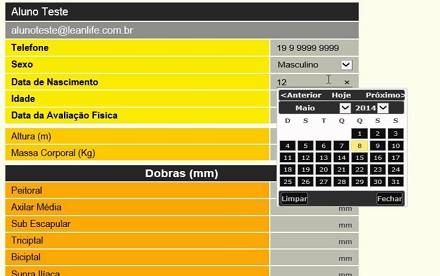 Aluno Teste
alunoteste@leanlife.com.br
Telefone 19 9 9999 9999
Sexo Masculino
Data de Nascimento 12 ×
<Anterior Hoje Próximo>
Idade
Maio 2014
Data da Avaliação Física
D S T Q Q S S
1 2 3
Altura (m)
4 5 6 7 8 9 10
Massa Corporal (Kg)
11 12 13 14 15 16 17
18 19 20 21 22 23 24
Dobras (mm)
25 26 27 28 29 30 31
Peitoral
Limpar Fechar
Axilar Média mm
Sub Escapular mm
Triciptal mm
Biciptal mm
Supra Ilíaca mm